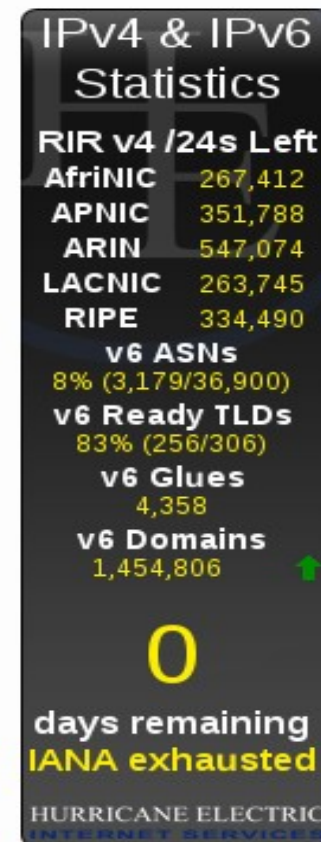 IPv4 & IPv6
Statistics
RIR v4 /24s Left
AfriNIC 267,412
APNIC 351,788
ARIN 547,074
LACNIC 263,745
RIPE 334,490
v6 ASNs
8% (3,179/36,900)
v6 Ready TLDs
83% (256/306)
v6 Glues
4,358
v6 Domains
1,454,806
0
days remaining
IANA exhausted
HURRICANE ELECTRIC
INTERNET SERVICES